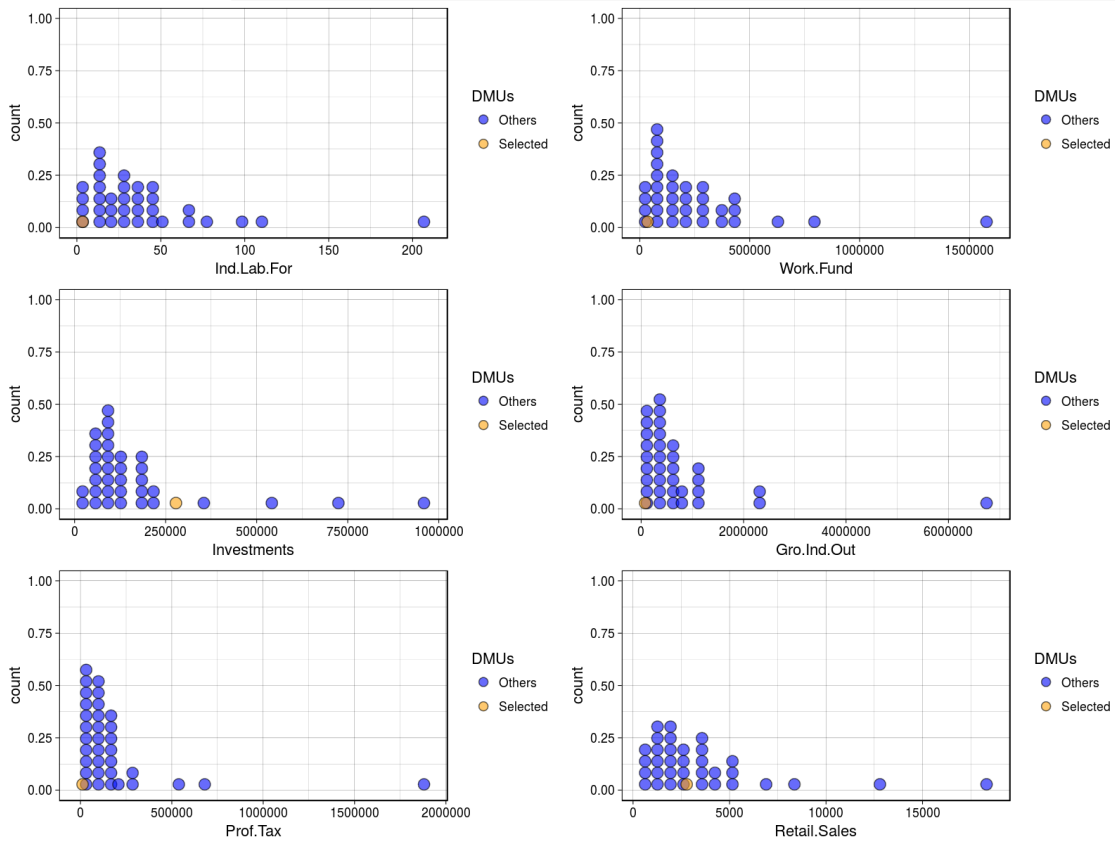 1.00
0.75
0.50
0.25
0.00
count
0 50 100 150 200
Ind.Lab.For
DMUs
Others
Selected
1.00
0.75
0.50
0.25
0.00
count
0 500000 1000000 1500000
Work.Fund
DMUs
Others
Selected
1.00
0.75
0.50
0.25
0.00
count
0 250000 500000 750000 1000000
Investments
DMUs
Others
Selected
1.00
0.75
0.50
0.25
0.00
count
0 2000000 4000000 6000000
Gro.Ind.Out
DMUs
Others
Selected
1.00
0.75
0.50
0.25
0.00
count
0 500000 1000000 1500000 2000000
Prof.Tax
DMUs
Others
Selected
1.00
0.75
0.50
0.25
0.00
count
0 5000 10000 15000
Retail.Sales
DMUs
Others
Selected